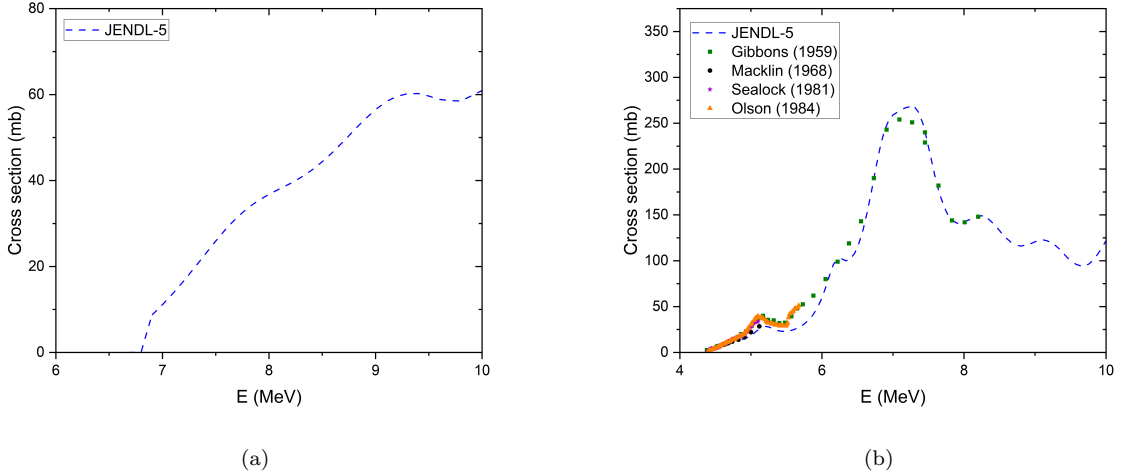 80
60
40
20
0
6
7
8
9
10
Cross section (mb)
E (MeV)
JENDL-5
(a)
350
300
250
200
150
100
50
0
4
6
8
10
Cross section (mb)
E (MeV)
JENDL-5
Gibbons (1959)
Macklin (1968)
Sealock (1981)
Olson (1984)
(b)